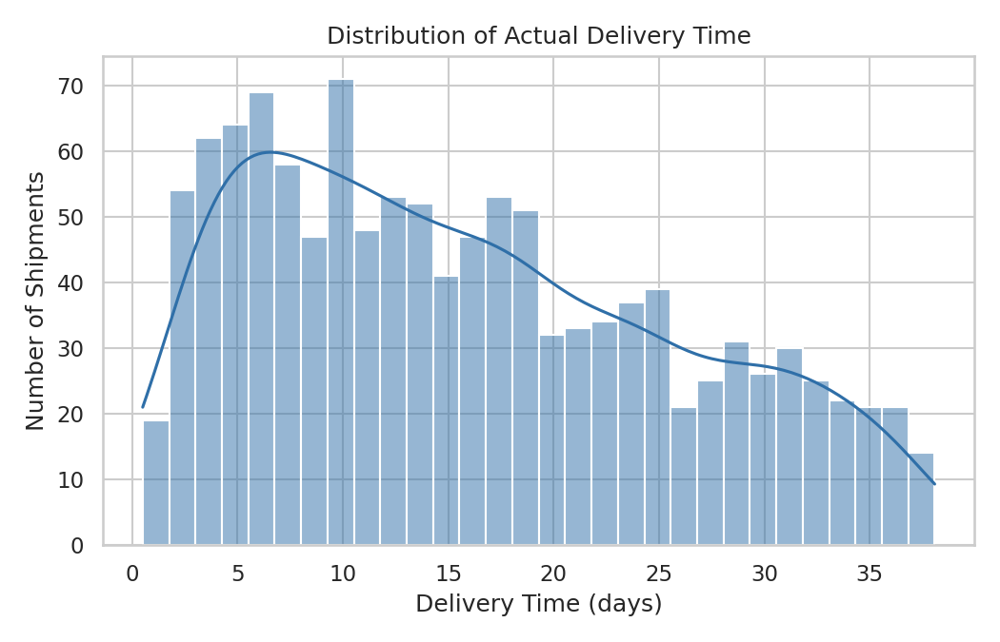 Distribution of Actual Delivery Time
Number of Shipments
70
60
50
40
30
20
10
0
0 5 10 15 20 25 30 35
Delivery Time (days)